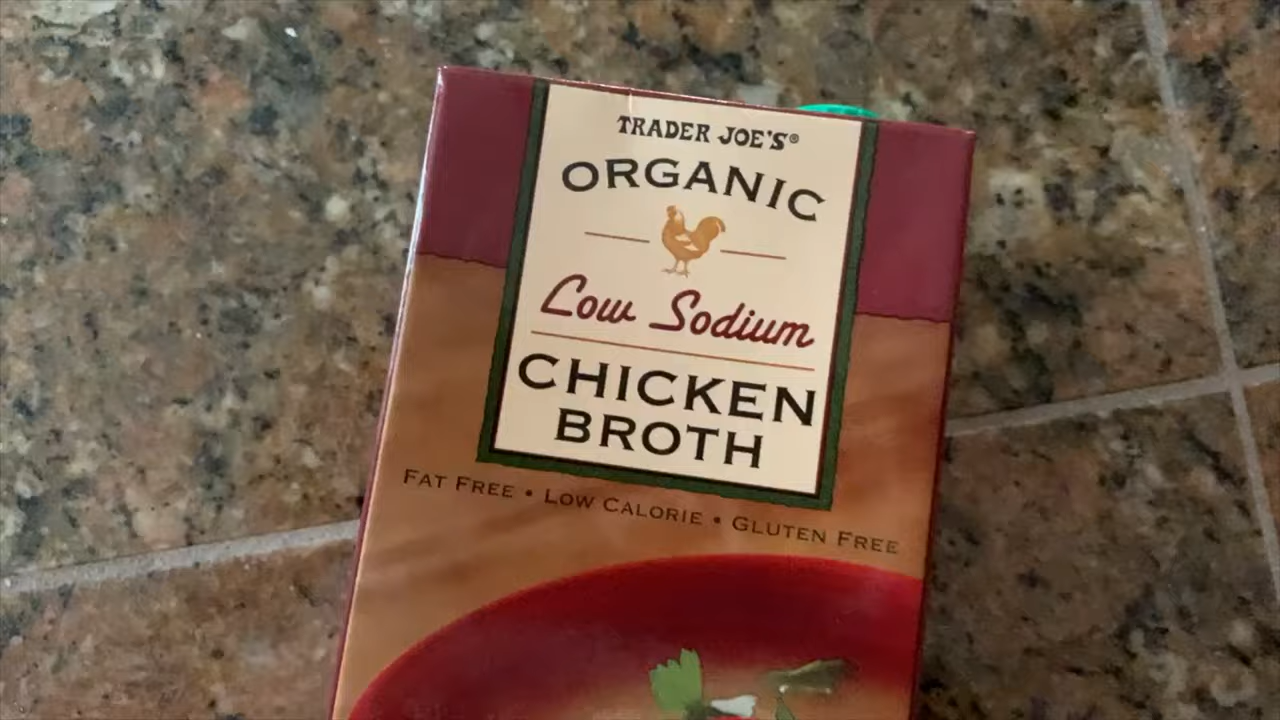 TRADER JOE'S®
ORGANIC
Low Sodium
CHICKEN
BROTH
FAT FREE • LOW CALORIE • GLUTEN FREE